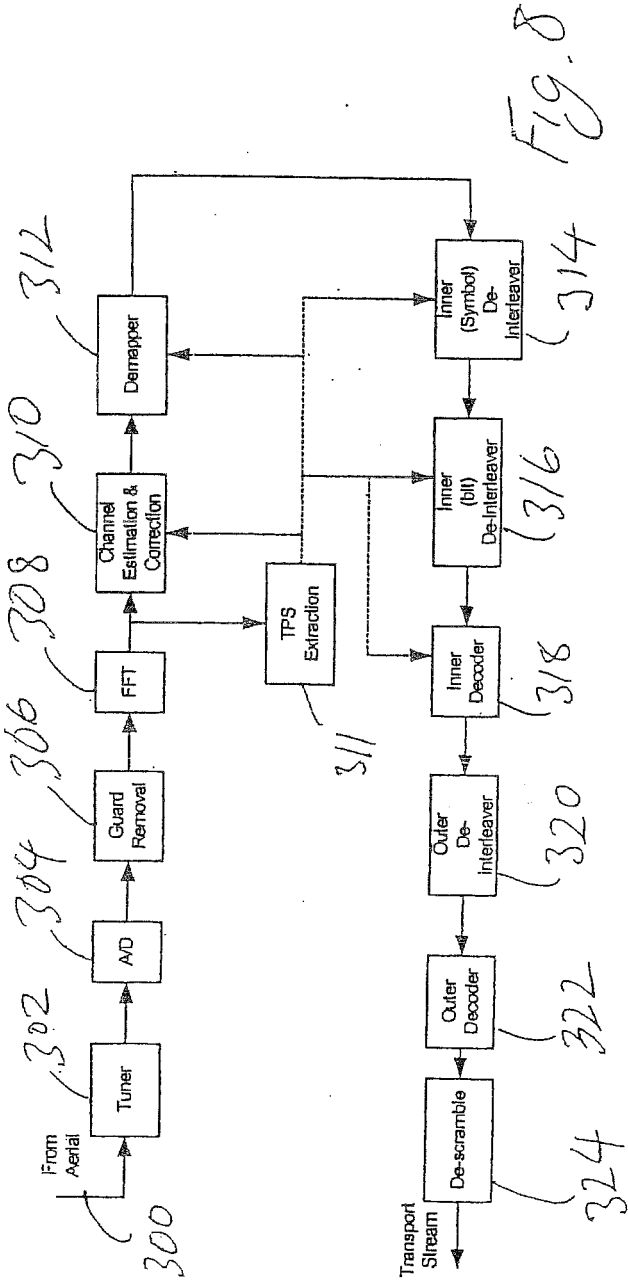 From
Aerial
300
Tuner
302
A/D
304
Guard
Removal
306
FFT
308
Channel
Estimation &
Correction
310
Demapper
312
TPS
Extraction
311
Inner
(Symbol)
De-
Interleaver
314
Inner
(bit)
De-Interleaver
316
Inner
Decoder
318
Outer
De-
Interleaver
320
Outer
Decoder
322
De-scramble
324
Transport
Stream
Fig. 8